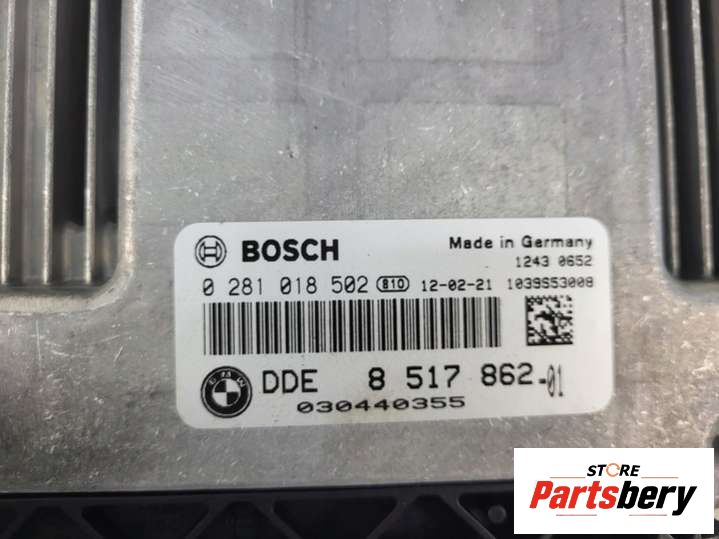 BOSCH
Made in Germany
1243 0652
0 281 018 502 810 12-02-21 1039S53008
BMW
DDE 8 517 862-01
030440355
STORE
Partsbery